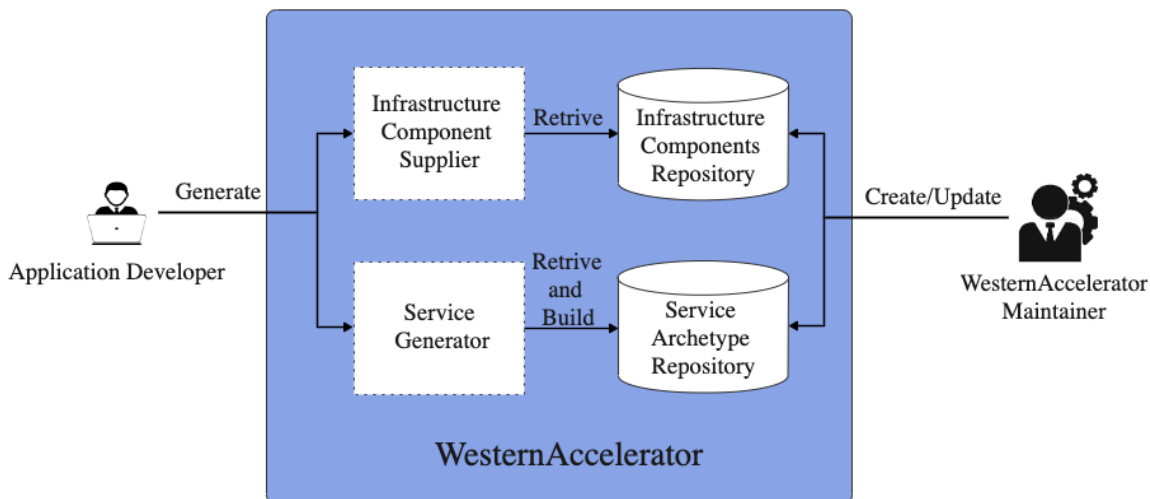 Generate
Application Developer
Infrastructure
Component
Supplier
Retrive
Infrastructure
Components
Repository
Service
Generator
Retrive
and
Build
Service
Archetype
Repository
Create/Update
WesternAccelerator
Maintainer
WesternAccelerator